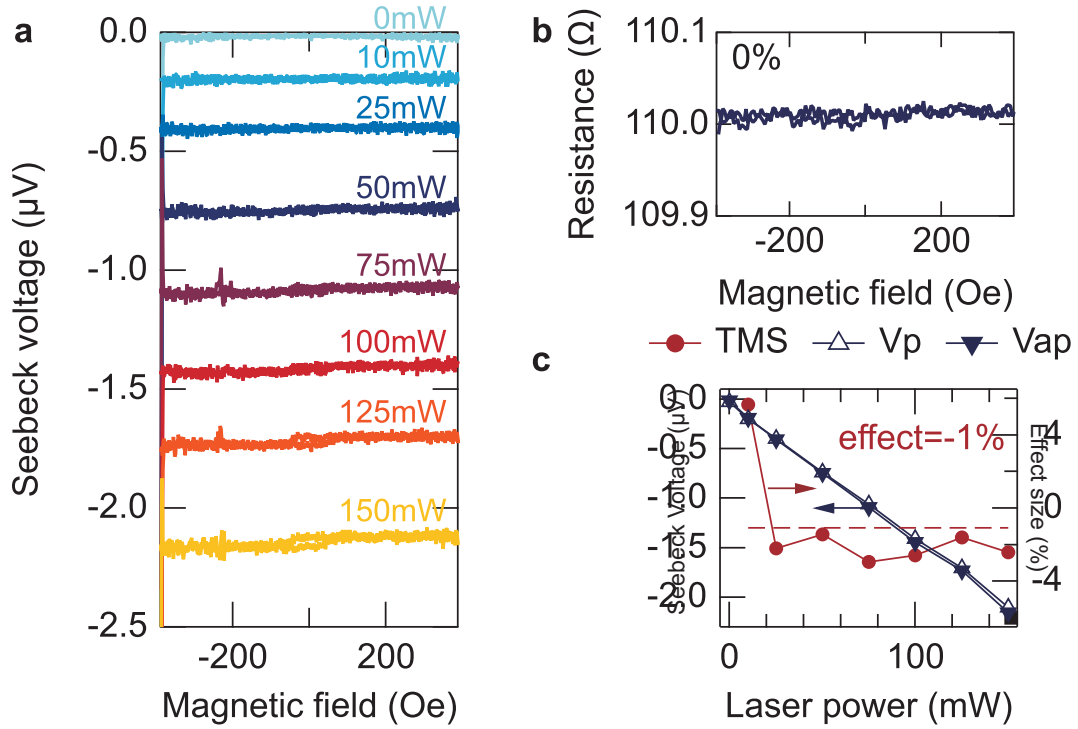 a
0.0
-0.5
-1.0
-1.5
-2.0
-2.5
Seebeck voltage (µV)
0mW
10mW
25mW
50mW
75mW
100mW
125mW
150mW
-200
200
Magnetic field (Oe)
b
110.1
110.0
109.9
Resistance (Ω)
0%
-200
200
Magnetic field (Oe)
TMS
Vp
Vap
c
0.0
-0.5
-1.0
-1.5
-2.0
Seebeck Voltage (µV)
effect=-1%
4
0
-4
Effect size (%)
0
100
Laser power (mW)